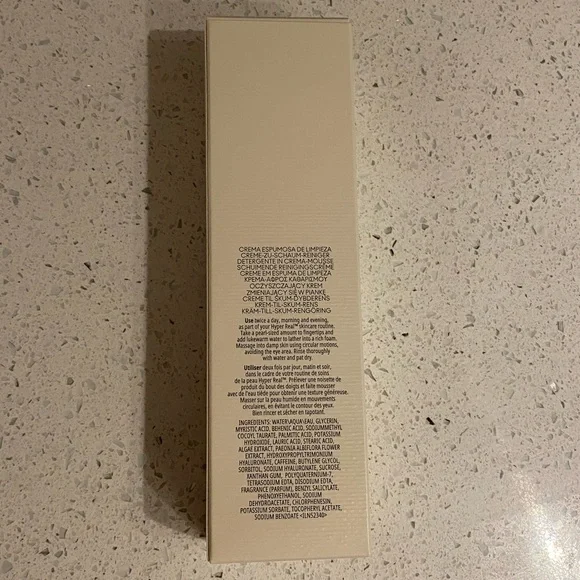 CREMA ESPUMOSA DE LIMPIEZA
CREME-ZU-SCHAUM-REINIGER
DETERGENTE IN CREMA-MOUSSE
SCHUIMENDE REINIGINGSCRÈME
CREME EM ESPUMA DE LIMPEZA
ΚΡΕΜΑ-ΑΦΡΟΣ ΚΑΘΑΡΙΣΜΟΥ
OCZYSZCZAJĄCY KREM
ZMIENIAJĄCY SIĘ W PIANKĘ
CREME TIL SKUM-DYBDERENS
KREM-TIL-SKUM-RENS
KRÄM-TILL-SKUM-RENGÖRING
Use twice a day, morning and evening,
as part of your Hyper Real™ skincare routine.
Take a pearl-sized amount to fingertips and
add lukewarm water to lather into a rich foam.
Massage into damp skin using circular motions,
avoiding the eye area. Rinse thoroughly
with water and pat dry.
Utiliser deux fois par jour, matin et soir,
dans le cadre de votre routine de soins
de la peau Hyper Real™. Prélever une noisette de
produit du bout des doigts et faire mousser
avec de l'eau tiède pour obtenir une texture généreuse.
Masser sur la peau humide en mouvements
circulaires, en évitant le contour des yeux.
Bien rincer et sécher en tapotant.
INGREDIENTS: WATER\AQUA\EAU, GLYCERIN,
MYRISTIC ACID, BEHENIC ACID, SODIUM METHYL
COCOYL TAURATE, PALMITIC ACID, POTASSIUM
HYDROXIDE, LAURIC ACID, STEARIC ACID,
ALGAE EXTRACT, PAEONIA ALBIFLORA FLOWER
EXTRACT, HYDROXYPROPYLTRIMONIUM
HYALURONATE, CAFFEINE, BUTYLENE GLYCOL,
SORBITOL, SODIUM HYALURONATE, SUCROSE,
XANTHAN GUM, POLYQUATERNIUM-7,
TETRASODIUM EDTA, DISODIUM EDTA,
FRAGRANCE (PARFUM), BENZYL SALICYLATE,
PHENOXYETHANOL, SODIUM
DEHYDROACETATE, CHLORPHENESIN,
POTASSIUM SORBATE, TOCOPHERYL ACETATE,
SODIUM BENZOATE <ILN52340>